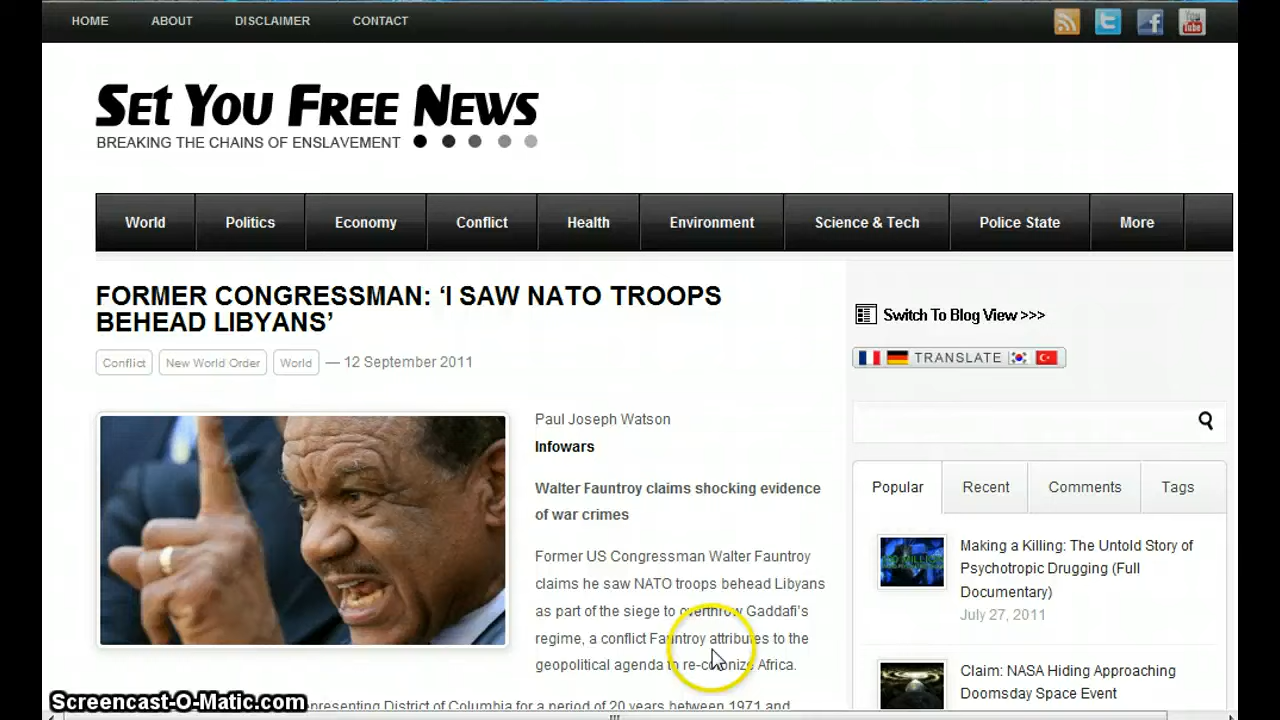 HOME ABOUT DISCLAIMER CONTACT
You Tube
SET YOU FREE NEWS
BREAKING THE CHAINS OF ENSLAVEMENT
World Politics Economy Conflict Health Environment Science & Tech Police State More
FORMER CONGRESSMAN: ‘I SAW NATO TROOPS
BEHEAD LIBYANS’
Conflict New World Order World — 12 September 2011
Paul Joseph Watson
Infowars
Walter Fauntroy claims shocking evidence
of war crimes
Former US Congressman Walter Fauntroy
claims he saw NATO troops behead Libyans
as part of the siege to overthrow Gaddafi's
regime, a conflict Fauntroy attributes to the
geopolitical agenda to re-colonize Africa.
representing District of Columbia for a period of 20 years between 1971 and
Switch To Blog View >>>
TRANSLATE
Popular Recent Comments Tags
Making a Killing: The Untold Story of
Psychotropic Drugging (Full
Documentary)
July 27, 2011
Claim: NASA Hiding Approaching
Doomsday Space Event
Screencast-O-Matic.com